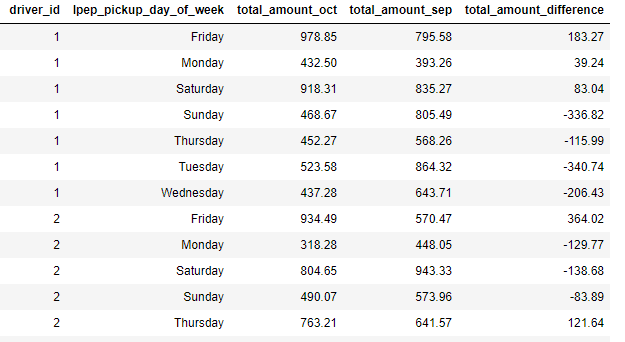 driver_id lpep_pickup_day_of_week total_amount_oct total_amount_sep total_amount_difference
1 Friday 978.85 795.58 183.27
1 Monday 432.50 393.26 39.24
1 Saturday 918.31 835.27 83.04
1 Sunday 468.67 805.49 -336.82
1 Thursday 452.27 568.26 -115.99
1 Tuesday 523.58 864.32 -340.74
1 Wednesday 437.28 643.71 -206.43
2 Friday 934.49 570.47 364.02
2 Monday 318.28 448.05 -129.77
2 Saturday 804.65 943.33 -138.68
2 Sunday 490.07 573.96 -83.89
2 Thursday 763.21 641.57 121.64